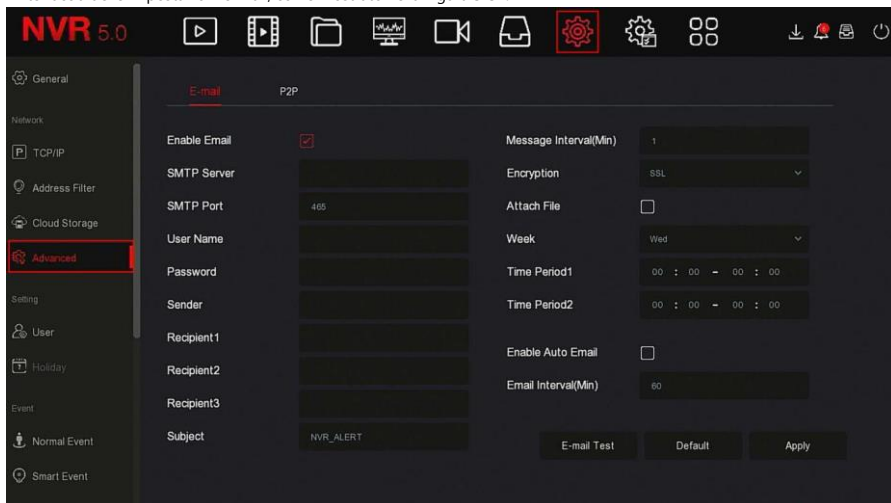 NVR 5.0
General
Network
TCP/IP
Address Filter
Cloud Storage
Advanced
Setting
User
Holiday
Event
Normal Event
Smart Event
E-mail P2P
Enable Email
SMTP Server
SMTP Port 465
User Name
Password
Sender
Recipient1
Recipient2
Recipient3
Subject NVR_ALERT
Message Interval(Min) 1
Encryption SSL
Attach File
Week Wed
Time Period1 00 : 00 - 00 : 00
Time Period2 00 : 00 - 00 : 00
Enable Auto Email
Email Interval(Min) 60
E-mail Test Default Apply